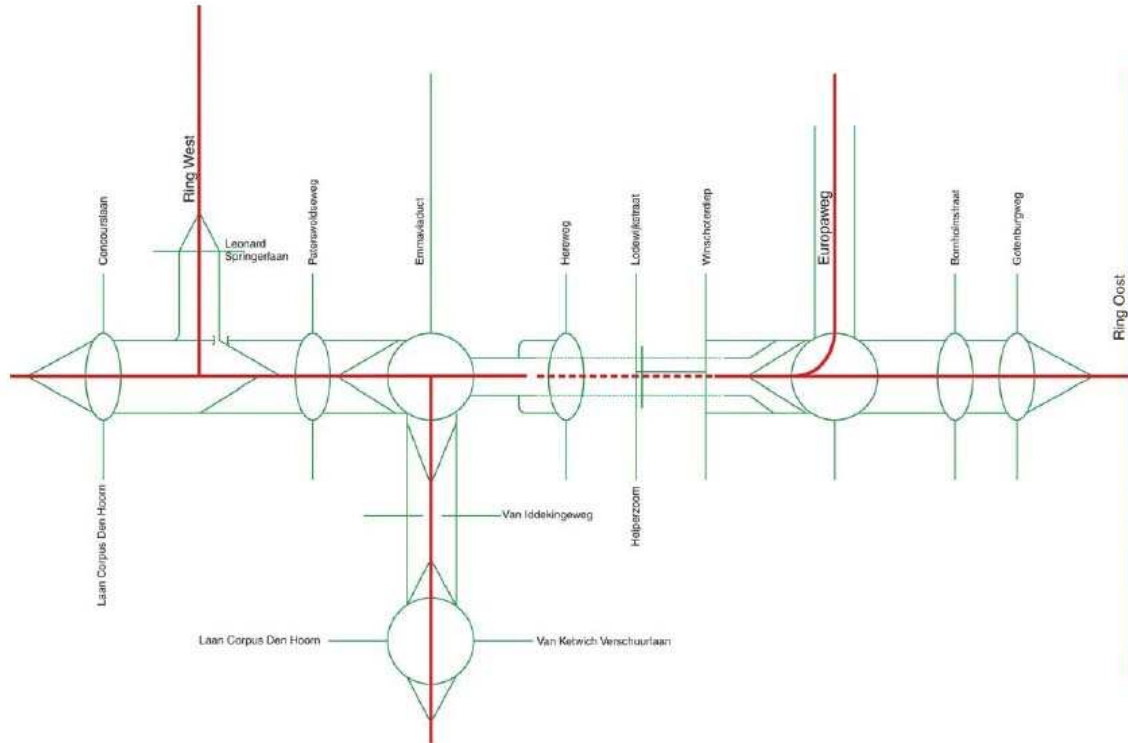 Ring West
Concourslaan
Leonard
Springerlaan
Paterswoldseweg
Emmaviaduct
Hereweg
Lodewijkstraat
Winschoterdiep
Europaweg
Bornholmstraat
Gotenburgweg
Ring Oost
Laan Corpus Den Hoorn
Helperzoom
Van Iddekingeweg
Laan Corpus Den Hoorn
Van Ketwich Verschuurlaan